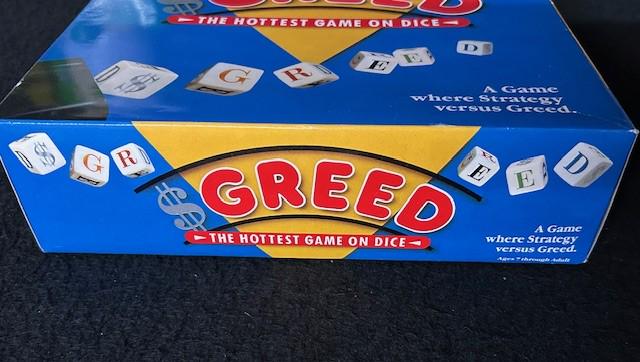 $ GREED
THE HOTTEST GAME ON DICE
$ G R E E D
A Game
where Strategy
versus Greed.
$ G R E E D
$ GREED
THE HOTTEST GAME ON DICE
A Game
where Strategy
versus Greed.
Ages 7 through Adult